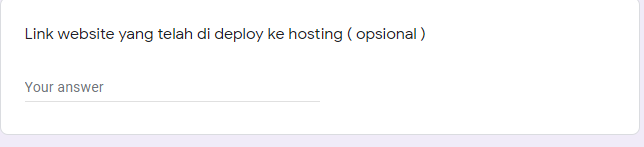 Link website yang telah di deploy ke hosting ( opsional )
Your answer